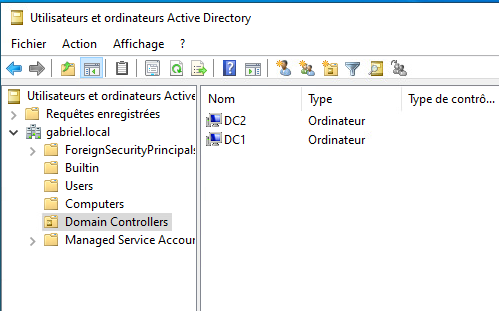 Utilisateurs et ordinateurs Active Directory
Fichier Action Affichage ?
Utilisateurs et ordinateurs Active
Requêtes enregistrées
gabriel.local
ForeignSecurityPrincipals
Builtin
Users
Computers
Domain Controllers
Managed Service Accour
Nom Type Type de contrô...
DC2 Ordinateur
DC1 Ordinateur